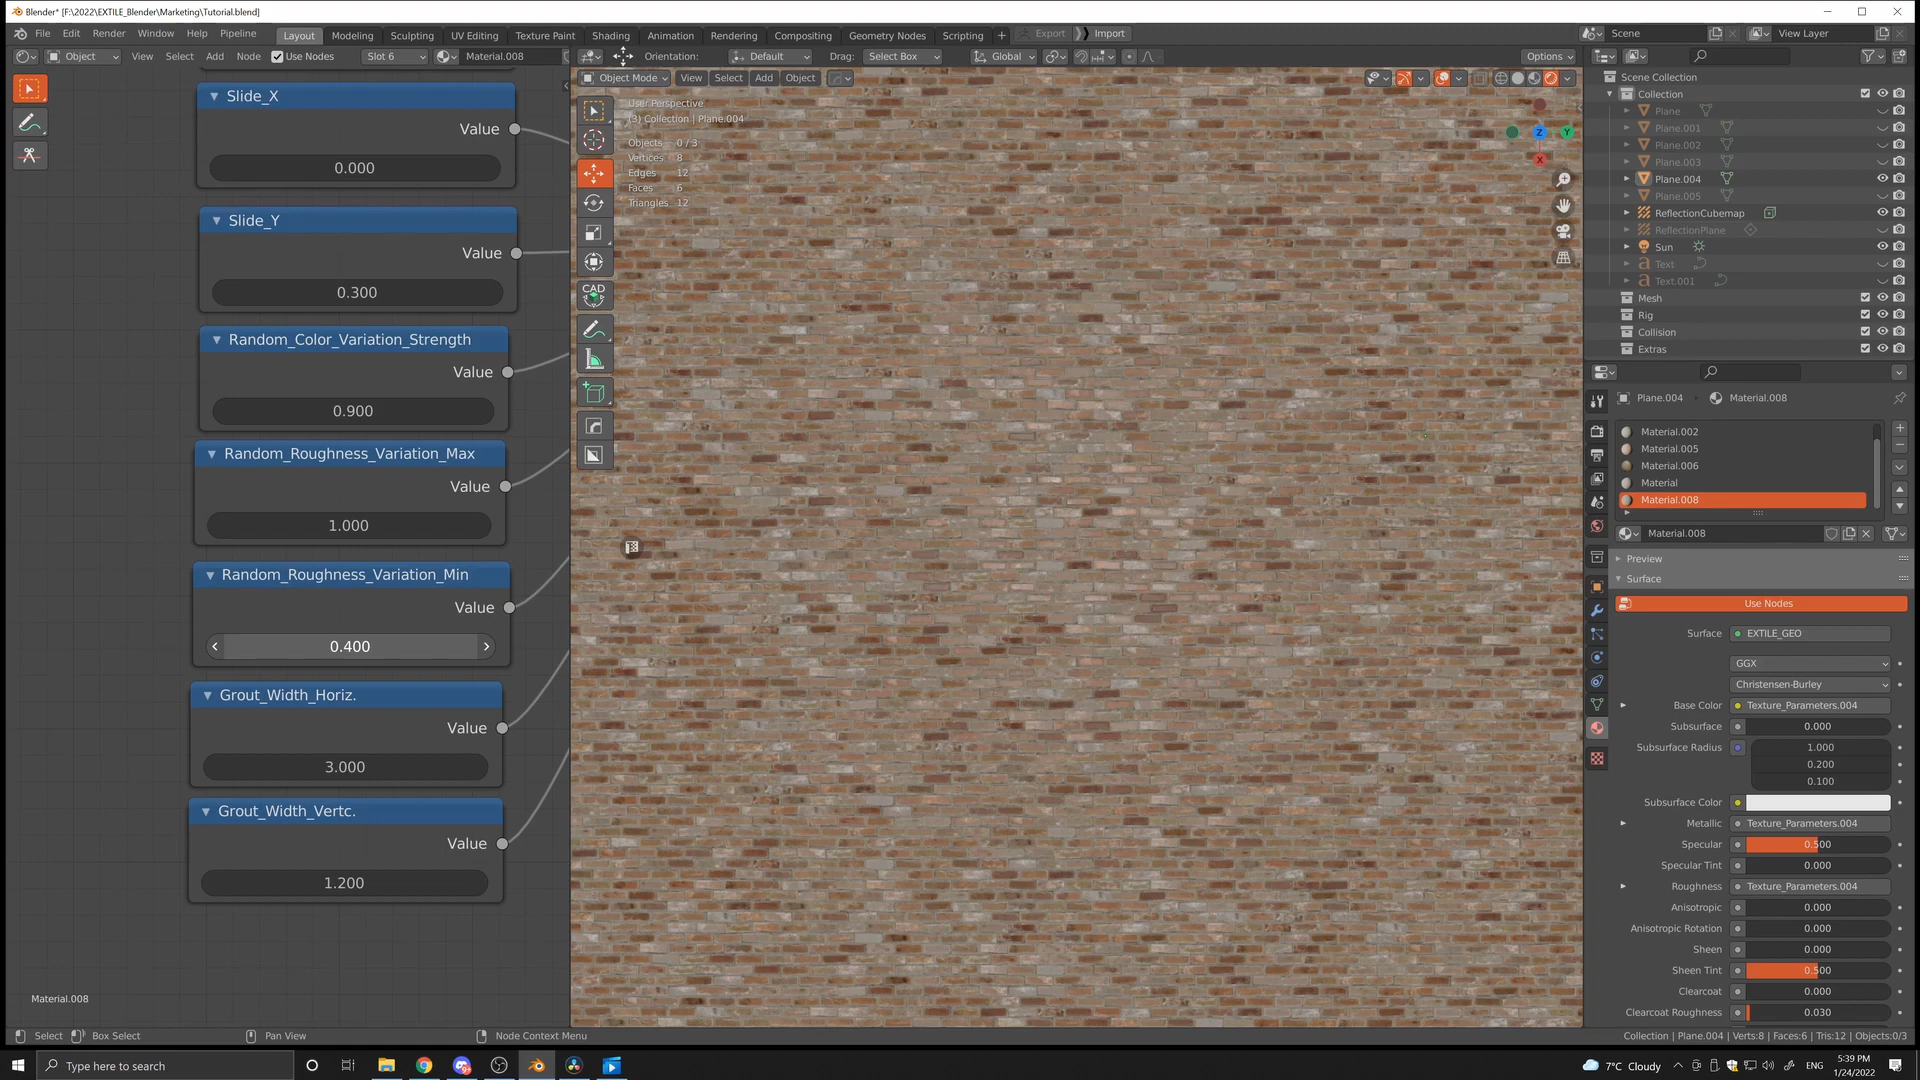 Blender* [F:\2022\EXTILE_Blender\Marketing\Tutorial.blend]
File Edit Render Window Help Pipeline Layout Modeling Sculpting UV Editing Texture Paint Shading Animation Rendering Compositing Geometry Nodes Scripting + Export Import Scene View Layer
Object View Select Add Node Use Nodes Slot 6 Material.008 Orientation: Default Drag: Select Box Global Options
Object Mode View Select Add Object
User Perspective
(3) Collection | Plane.004
Objects 0 / 3
Vertices 8
Edges 12
Faces 6
Triangles 12
CAD
Z
Y
X
Slide_X
Value
0.000
Slide_Y
Value
0.300
Random_Color_Variation_Strength
Value
0.900
Random_Roughness_Variation_Max
Value
1.000
Random_Roughness_Variation_Min
Value
0.400
Grout_Width_Horiz.
Value
3.000
Grout_Width_Vertc.
Value
1.200
Material.008
Scene Collection
Collection
Plane
Plane.001
Plane.002
Plane.003
Plane.004
Plane.005
ReflectionCubemap
ReflectionPlane
Sun
Text
Text.001
Mesh
Rig
Collision
Extras
Plane.004 Material.008
Material.002
Material.005
Material.006
Material
Material.008
Material.008
Preview
Surface
Use Nodes
Surface EXTILE_GEO
GGX
Christensen-Burley
Base Color Texture_Parameters.004
Subsurface 0.000
Subsurface Radius 1.000
0.200
0.100
Subsurface Color
Metallic Texture_Parameters.004
Specular 0.500
Specular Tint 0.000
Roughness Texture_Parameters.004
Anisotropic 0.000
Anisotropic Rotation 0.000
Sheen 0.000
Sheen Tint 0.500
Clearcoat 0.000
Clearcoat Roughness 0.030
Select Box Select Pan View Node Context Menu Collection | Plane.004 | Verts:8 | Faces:6 | Tris:12 | Objects:0/3
Type here to search 7°C Cloudy ENG 5:39 PM
1/24/2022